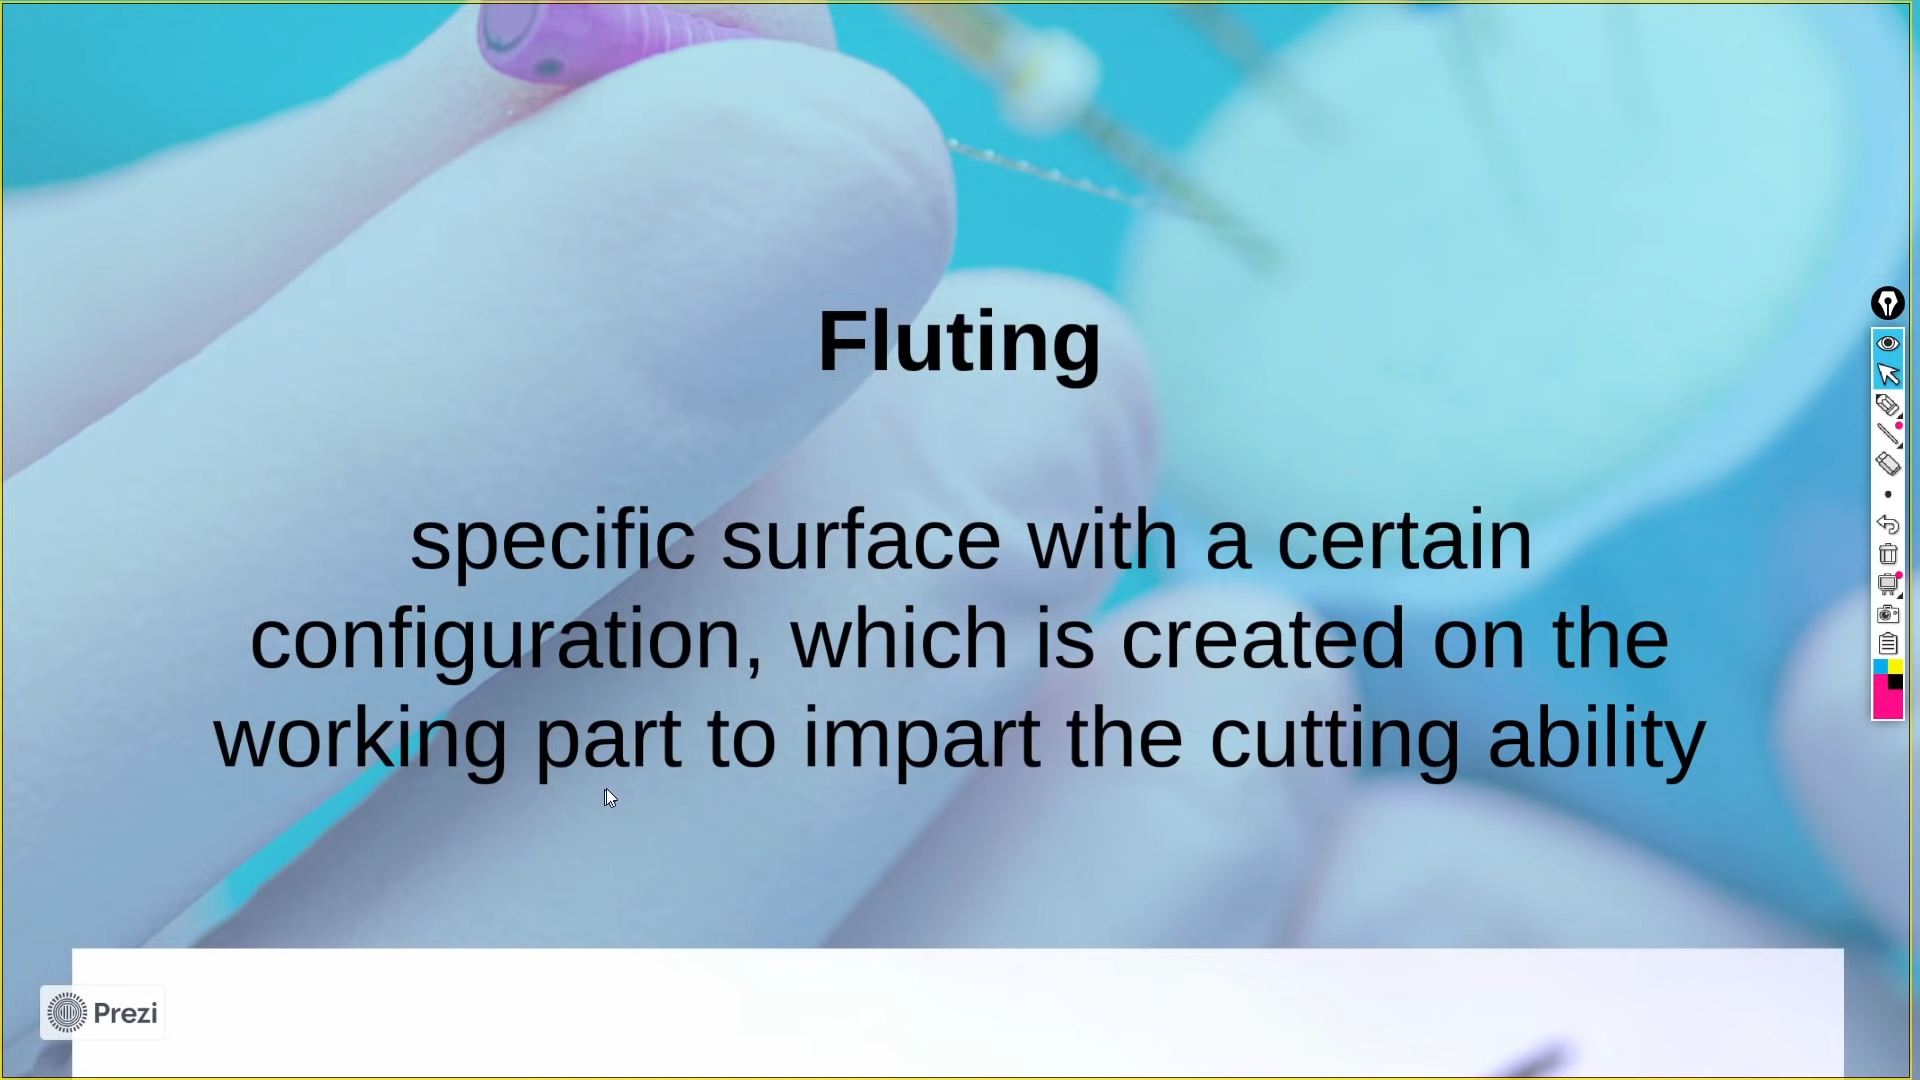 Fluting
specific surface with a certain
configuration, which is created on the
working part to impart the cutting ability
Prezi